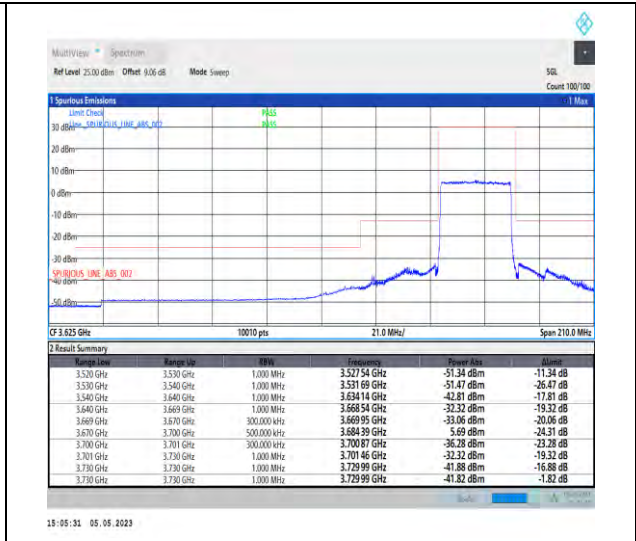 MultiView Spectrum
Ref Level 25.00 dBm Offset 9.06 dB Mode Sweep SGL
Count 100/100
1 Spurious Emissions 1 Max
Limit Check PASS
30 dBm Line _SPURIOUS_LINE_ABS_002 PASS
20 dBm
10 dBm
0 dBm
-10 dBm
-20 dBm
-30 dBm
SPURIOUS_LINE_ABS_002
-40 dBm
-50 dBm
CF 3.625 GHz 10010 pts 21.0 MHz/ Span 210.0 MHz
2 Result Summary
Range Low Range Up RBW Frequency Power Abs ΔLimit
3.520 GHz 3.530 GHz 1.000 MHz 3.527 54 GHz -51.34 dBm -11.34 dB
3.530 GHz 3.540 GHz 1.000 MHz 3.531 69 GHz -51.47 dBm -26.47 dB
3.540 GHz 3.640 GHz 1.000 MHz 3.634 14 GHz -42.81 dBm -17.81 dB
3.640 GHz 3.669 GHz 1.000 MHz 3.668 54 GHz -32.32 dBm -19.32 dB
3.669 GHz 3.670 GHz 300.000 kHz 3.669 95 GHz -33.06 dBm -20.06 dB
3.670 GHz 3.700 GHz 500.000 kHz 3.684 39 GHz 5.69 dBm -24.31 dB
3.700 GHz 3.701 GHz 300.000 kHz 3.700 87 GHz -36.28 dBm -23.28 dB
3.701 GHz 3.730 GHz 1.000 MHz 3.701 46 GHz -32.32 dBm -19.32 dB
3.730 GHz 3.730 GHz 1.000 MHz 3.729 99 GHz -41.88 dBm -16.88 dB
3.730 GHz 3.730 GHz 1.000 MHz 3.729 99 GHz -41.82 dBm -1.82 dB
15:05:31 05.05.2023